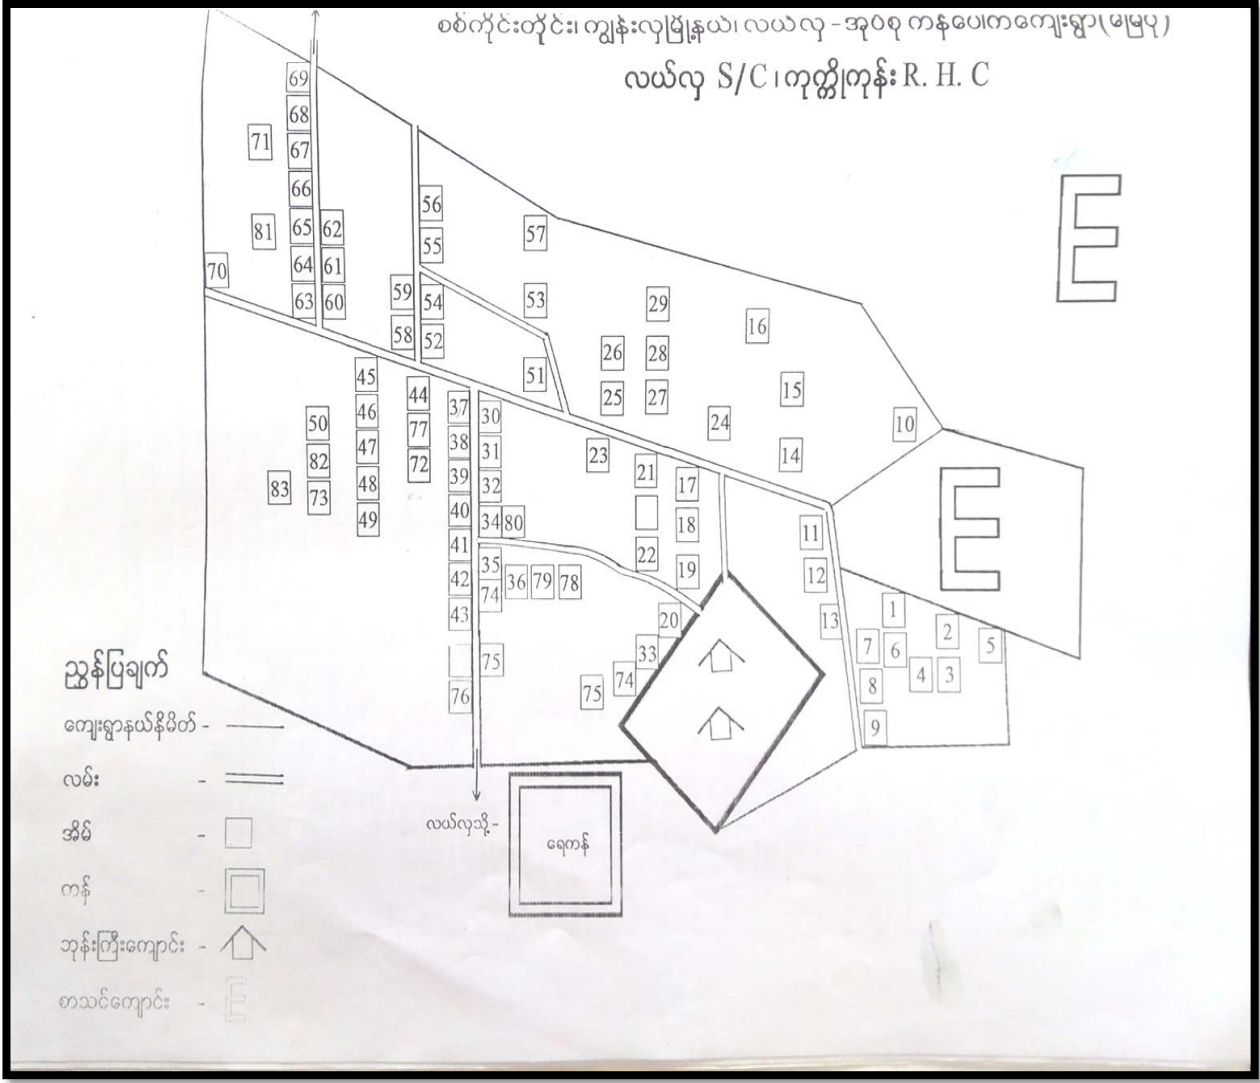 စစ်ကိုင်းတိုင်း၊ ကျွန်းလှမြို့နယ်၊ လယ်လှ - အုပ်စု ကန်ပေါက်ကျေးရွာ(မြေပုံ)
လယ်လှ S/C ၊ ကုက္ကိုကုန်း R. H. C
69
68
71 67
66
56
81 65 62 57
55
70 64 61
59 54 53 29
63 60
16
58 52
26 28
45 51 15
44 25 27
37 30
46 24 10
50 77
38 31 23 14
47
82 72 21
39 32 17
83 48
73 40
49 34 80 18 11
41 22
35 19 12
42 36 79 78
74 1
43 20 13
2
33 7 6 5
75
74 4 3
8
76 75
9
E
E
ညွှန်ပြချက်
ကျေးရွာနယ်နိမိတ် -
လမ်း -
လယ်လှသို့ -
အိမ် -
ရေကန်
ကန် -
ဘုန်းကြီးကျောင်း -
စာသင်ကျောင်း - E